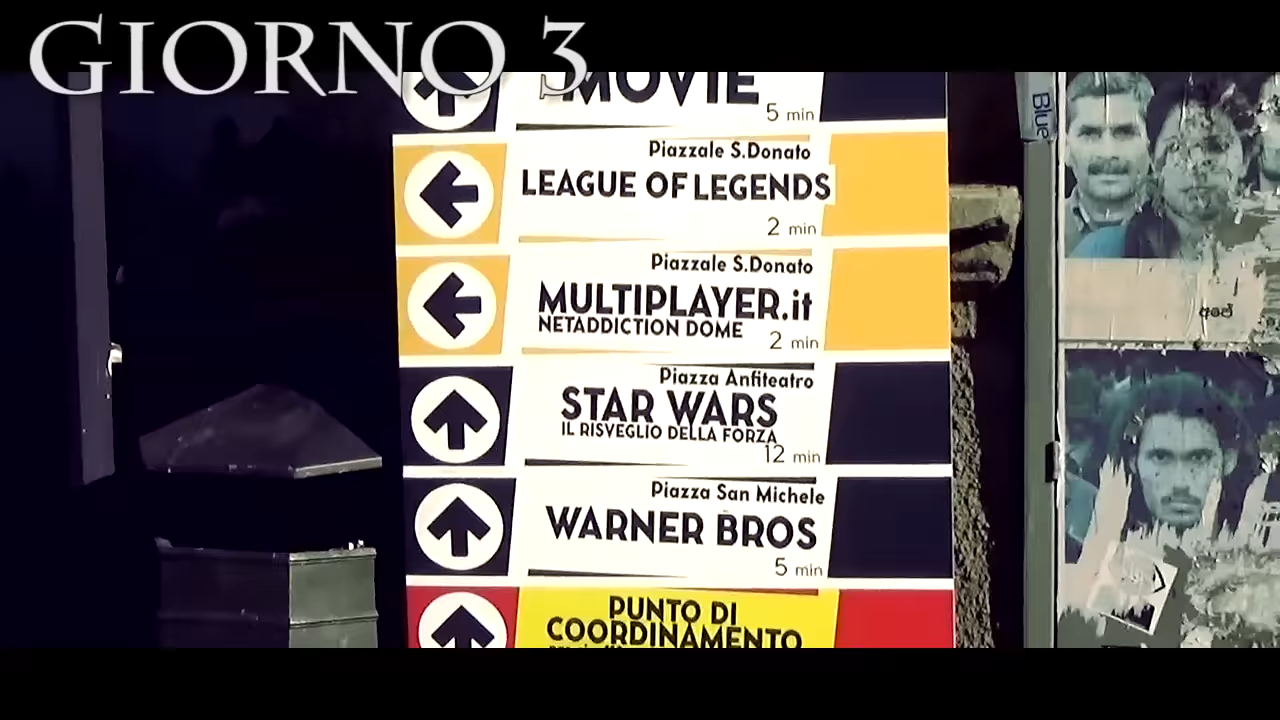 GIORNO 3
MOVIE
5 min
Piazzale S.Donato
LEAGUE OF LEGENDS
2 min
Piazzale S.Donato
MULTIPLAYER.it
NETADDICTION DOME
2 min
Piazza Anfiteatro
STAR WARS
IL RISVEGLIO DELLA FORZA
12 min
Piazza San Michele
WARNER BROS
5 min
PUNTO DI
COORDINAMENTO
Blue
අපේ